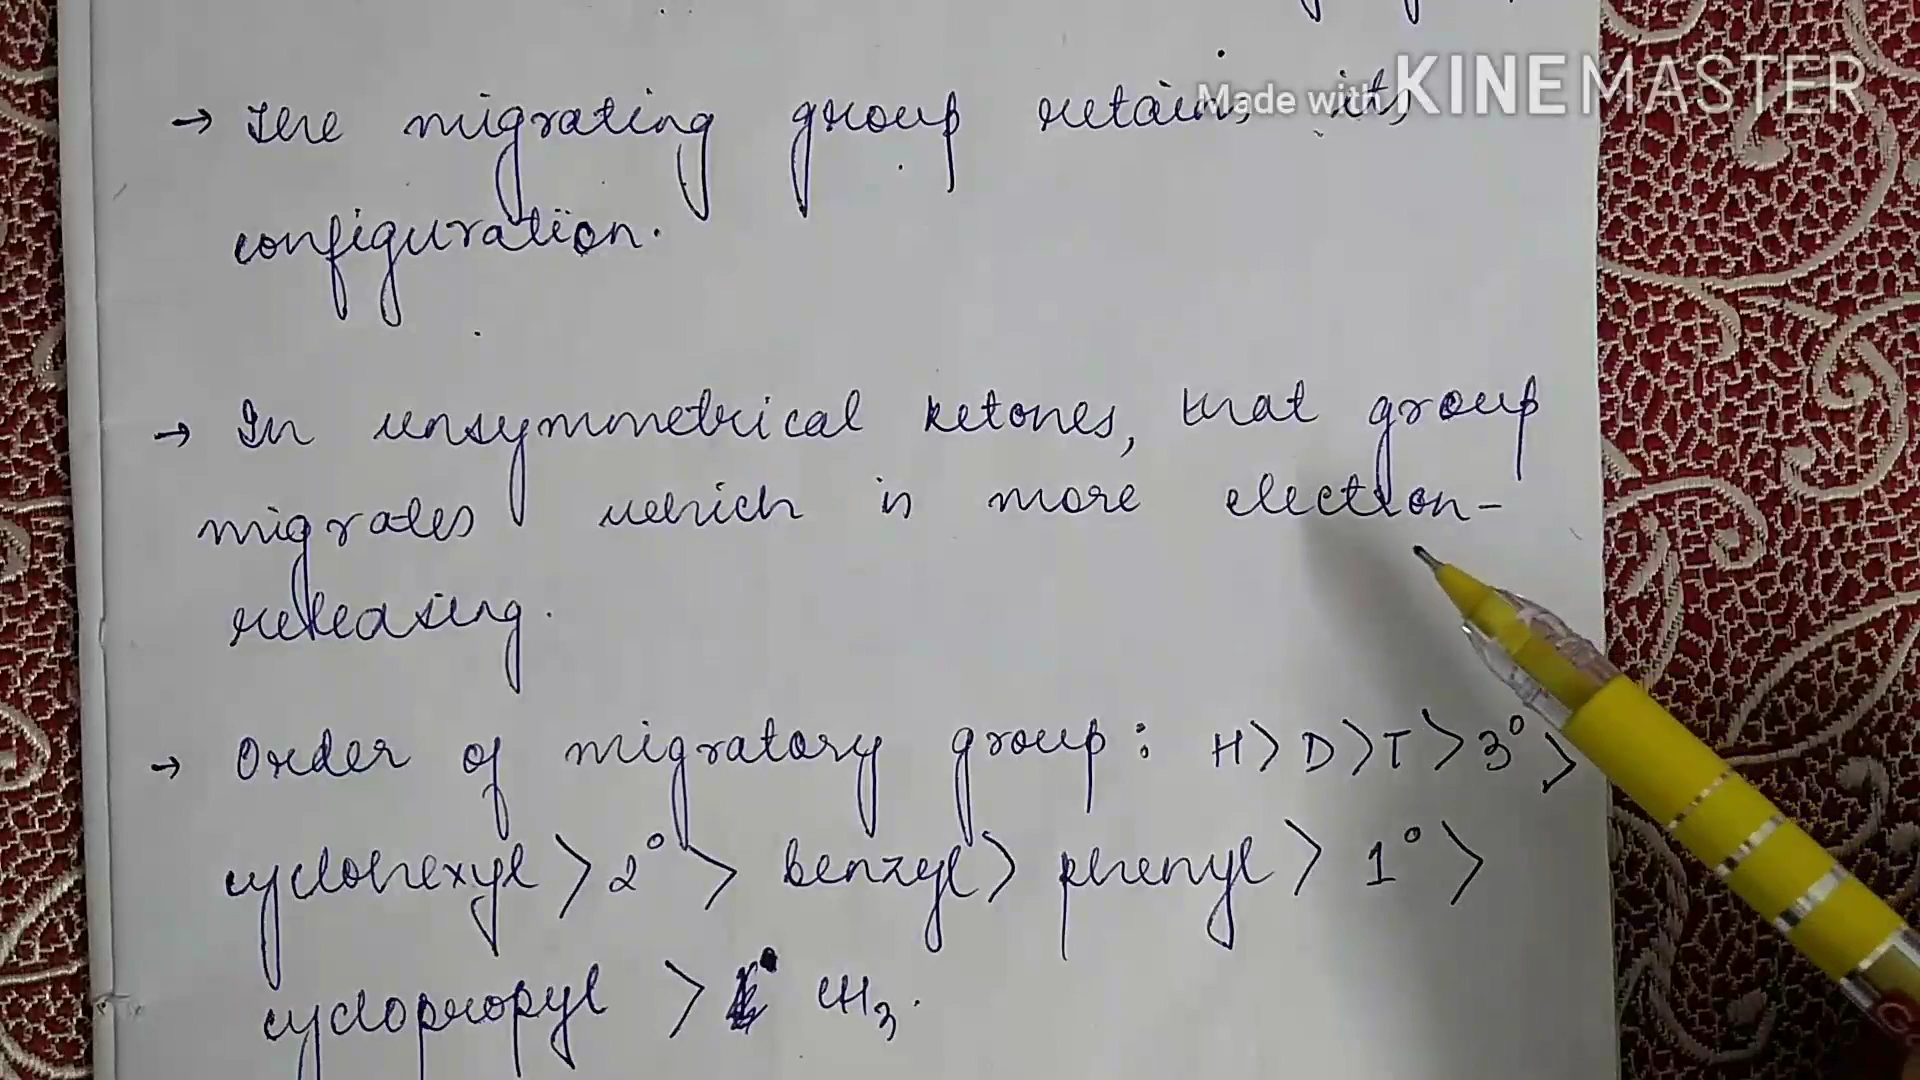 Made with KINEMASTER
→ The migrating group retains its
configuration.
→ In unsymmetrical ketones, that group
migrates which is more electron-
releasing.
→ Order of migratory group : H > D > T > 3° >
cyclohexyl > 2° > benzyl > phenyl > 1° >
cyclopropyl > CH₃.